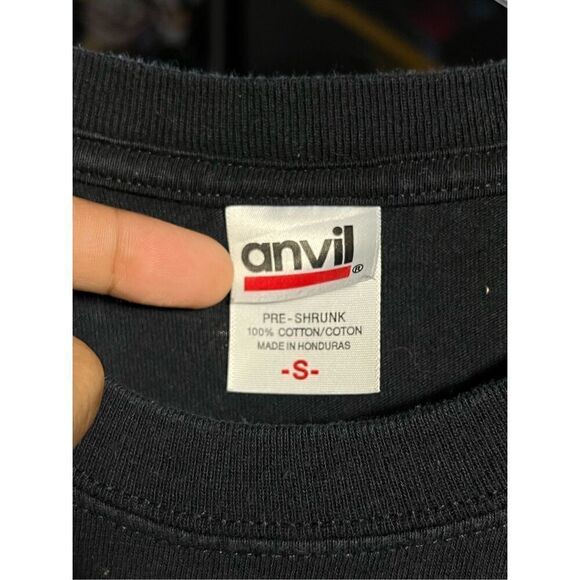 anvil®
PRE-SHRUNK
100% COTTON/COTON
MADE IN HONDURAS
-S-